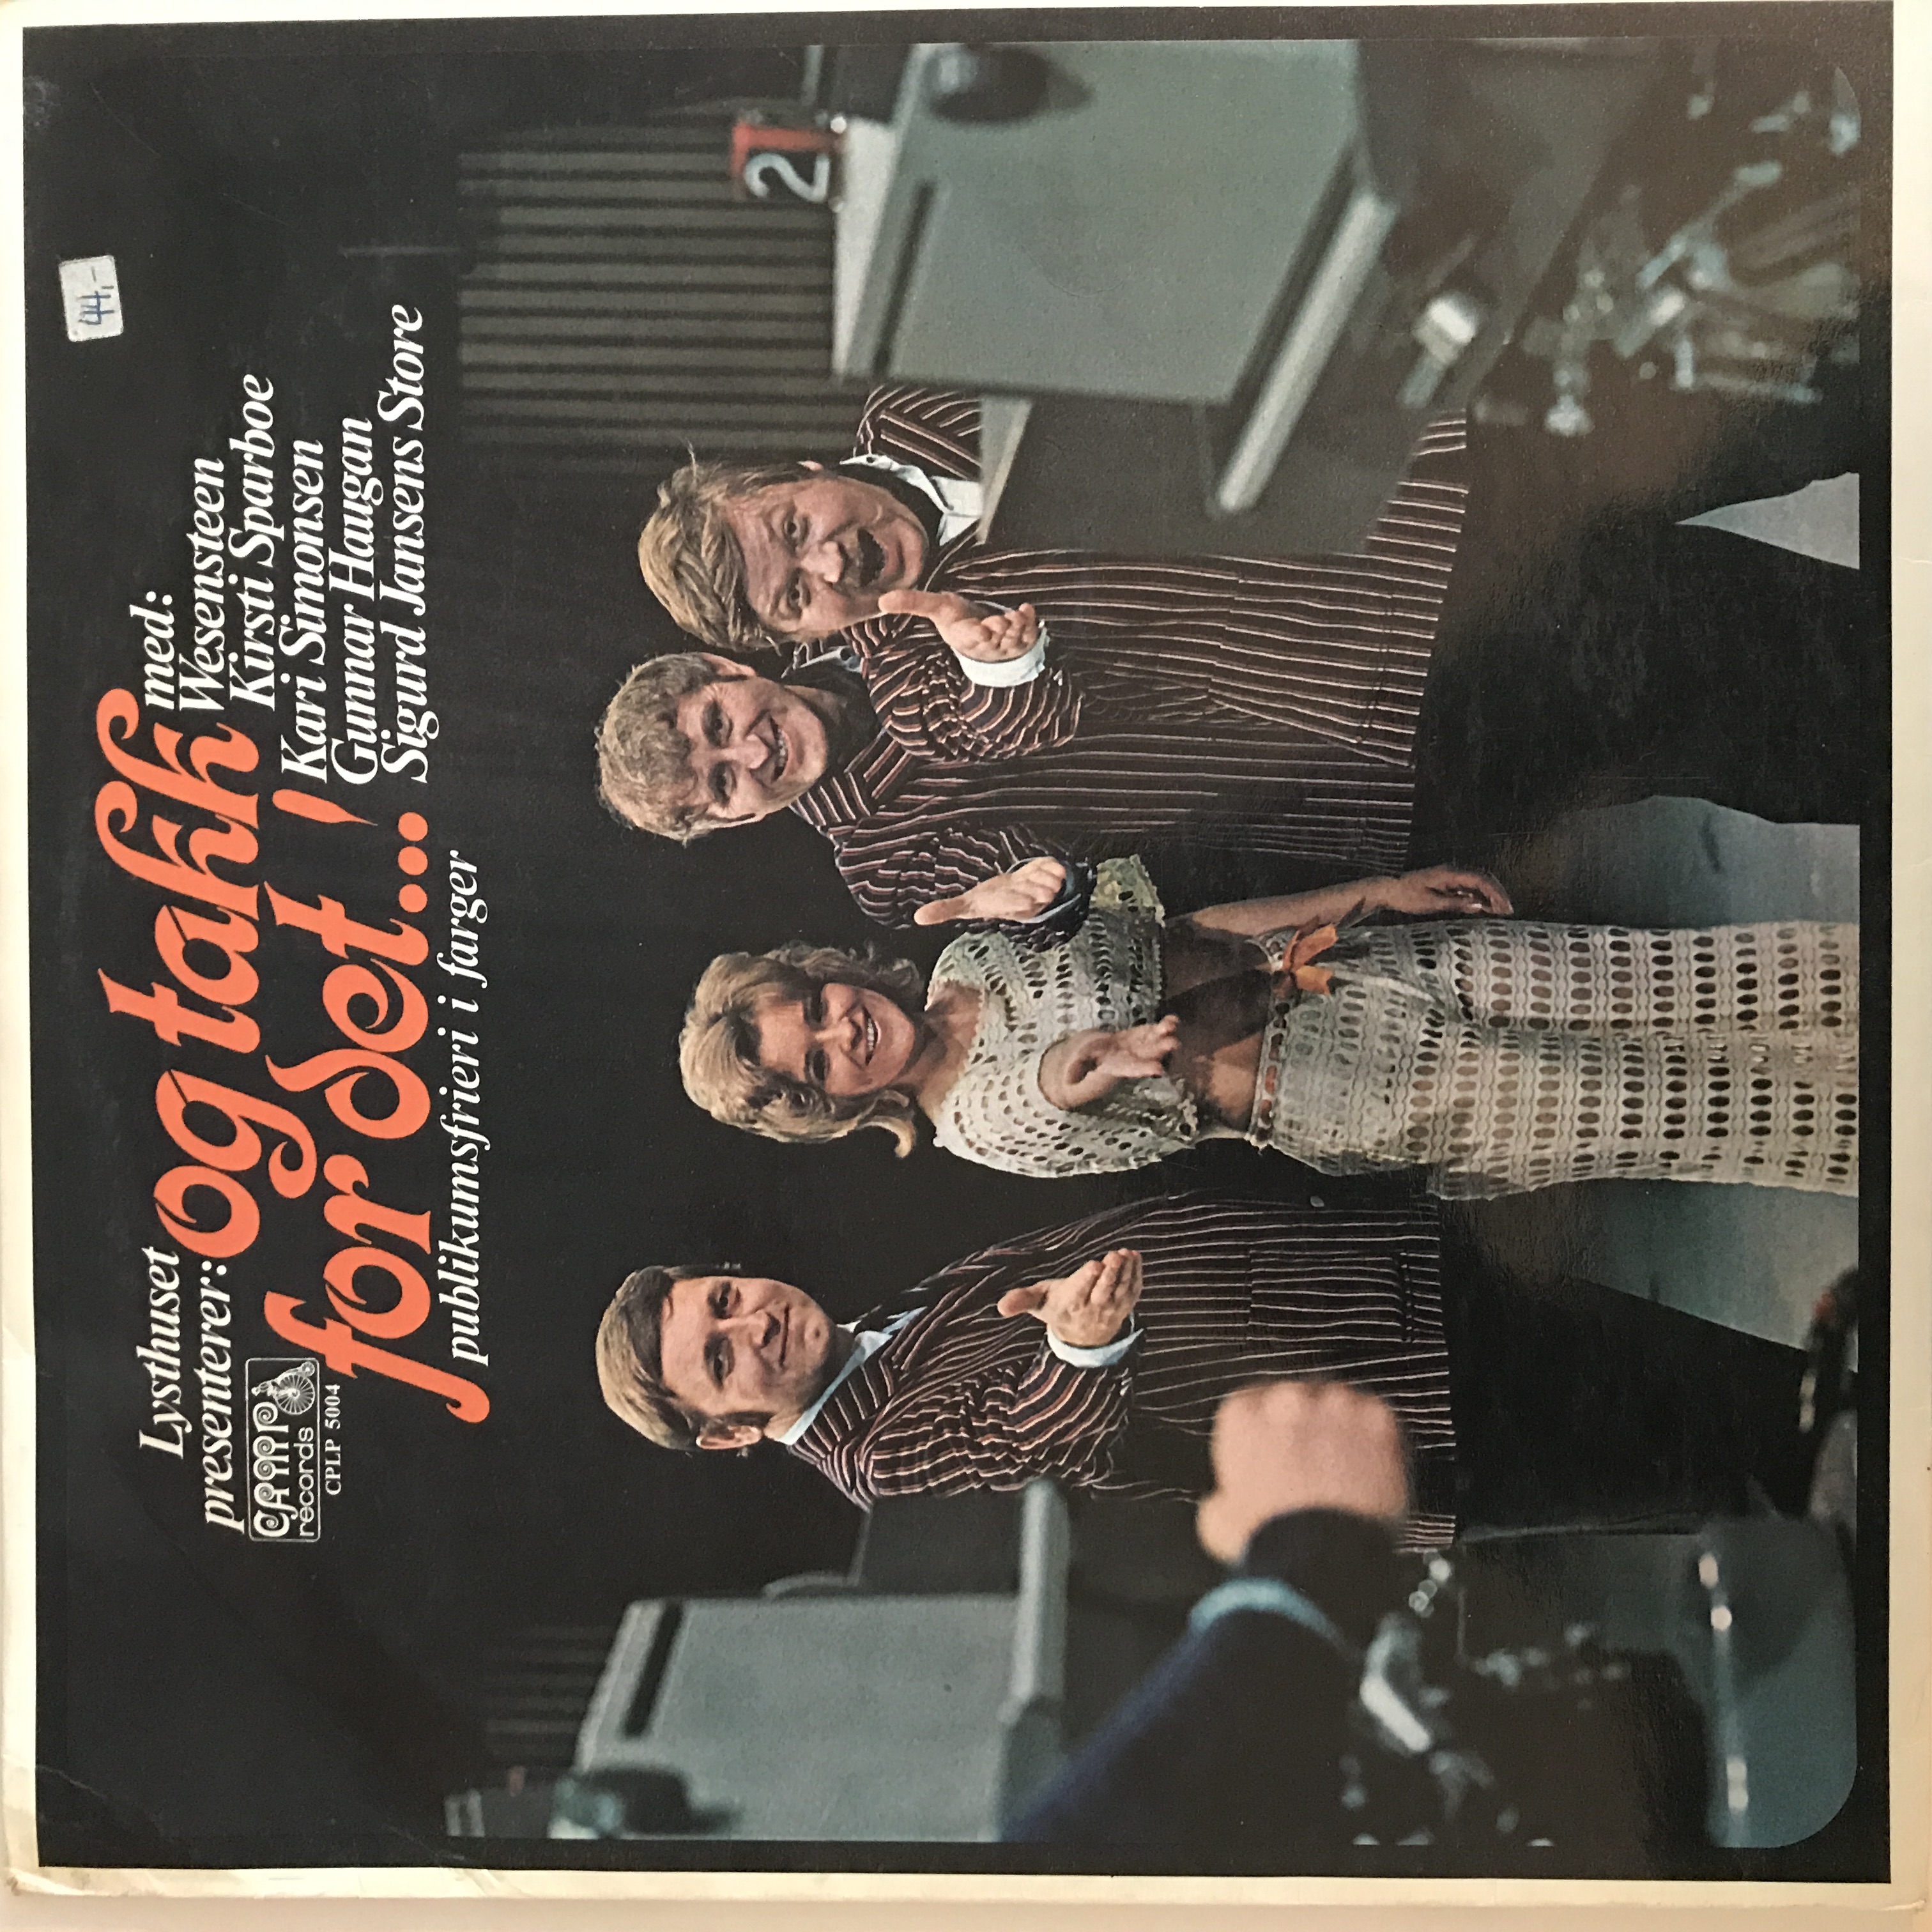 44,-
Lysthuset
presenterer:
og takk
for det...!
CAMP
records
CPLP 5004
publikumsfrieri i farger
med:
Wesensteen
Kirsti Sparboe
Kari Simonsen
Gunnar Haugan
Sigurd Jansens Store
2